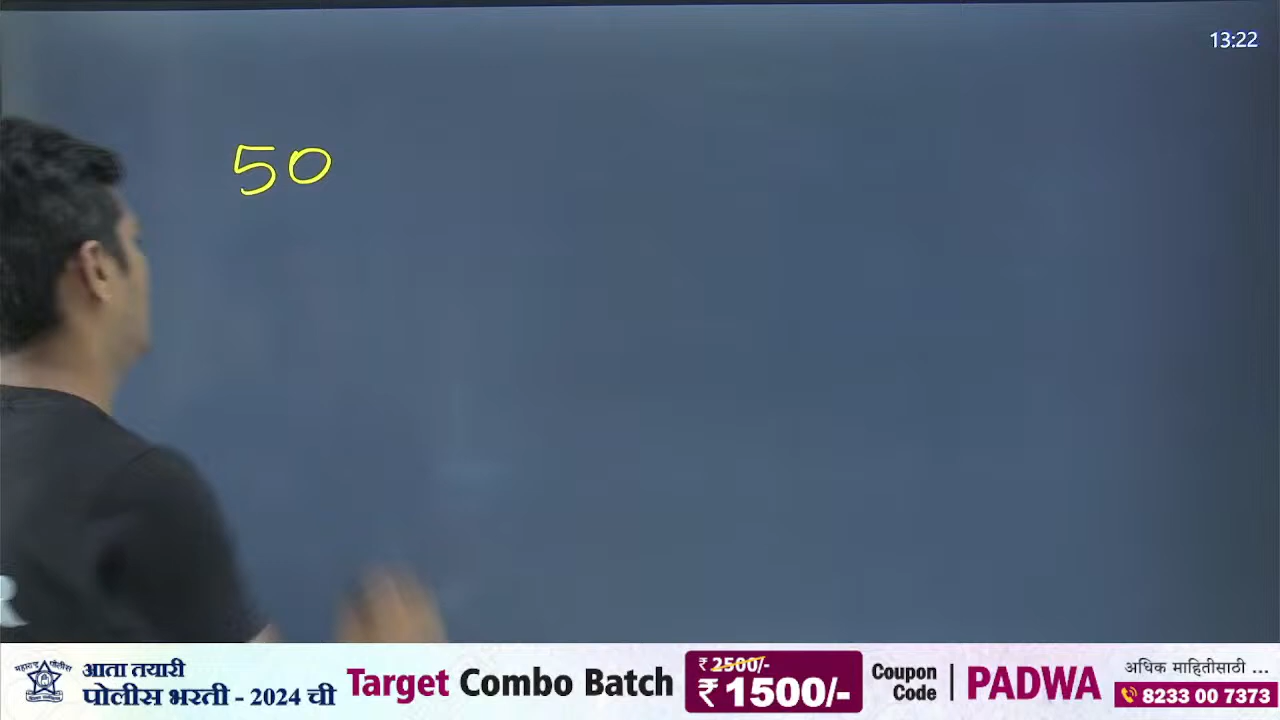 13:22
50
R
आता तयारी
पोलीस भरती - 2024 ची
Target Combo Batch
₹ 2500/-
₹ 1500/-
Coupon
Code
PADWA
अधिक माहितीसाठी ...
8233 00 7373